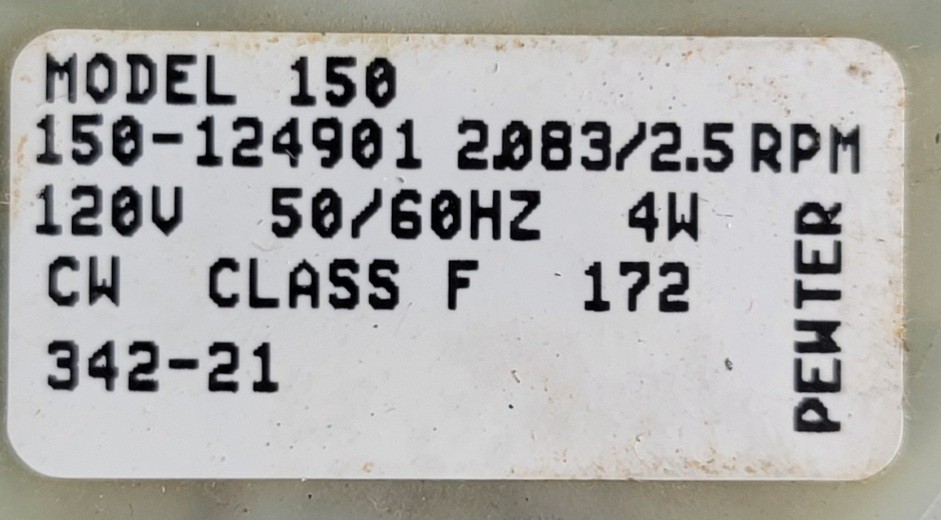 MODEL 150
150-124901 2.083/2.5 RPM
120V 50/60HZ 4W
CW CLASS F 172
342-21
PEWTER